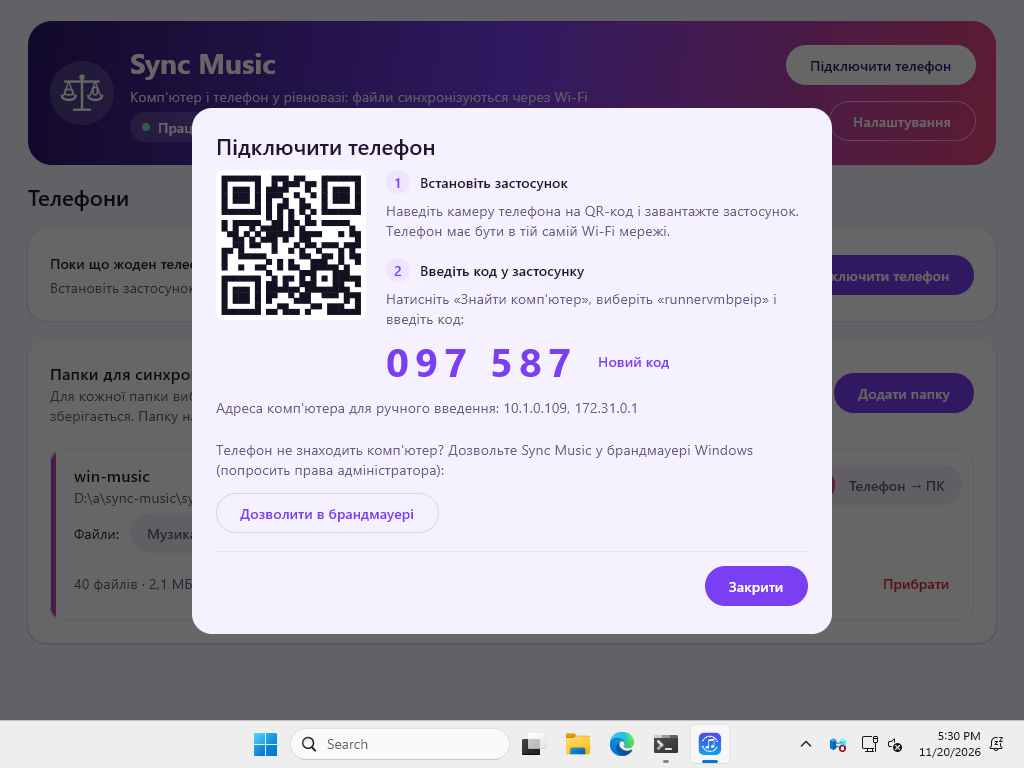 Sync Music
Комп'ютер і телефон у рівновазі: файли синхронізуються через Wi-Fi
Підключити телефон
Налаштування
Телефони
Поки що жоден
Встановіть застосунок
Підключити телефон
1 Встановіть застосунок
Наведіть камеру телефона на QR-код і завантажте застосунок.
Телефон має бути в тій самій Wi-Fi мережі.
2 Введіть код у застосунку
Натисніть «Знайти комп'ютер», виберіть «runnervmbpeip» і
введіть код:
097 587 Новий код
Адреса комп'ютера для ручного введення: 10.1.0.109, 172.31.0.1
Телефон не знаходить комп'ютер? Дозвольте Sync Music у брандмауері Windows
(попросить права адміністратора):
Дозволити в брандмауері
Закрити
телефон
Папки для
Для кожної папки
зберігається. Папку
Додати папку
win-music
D:\a\sync-music\sy
Телефон → ПК
Файли: Музика
40 файлів · 2,1 МБ
Прибрати
Search
5:30 PM
11/20/2026